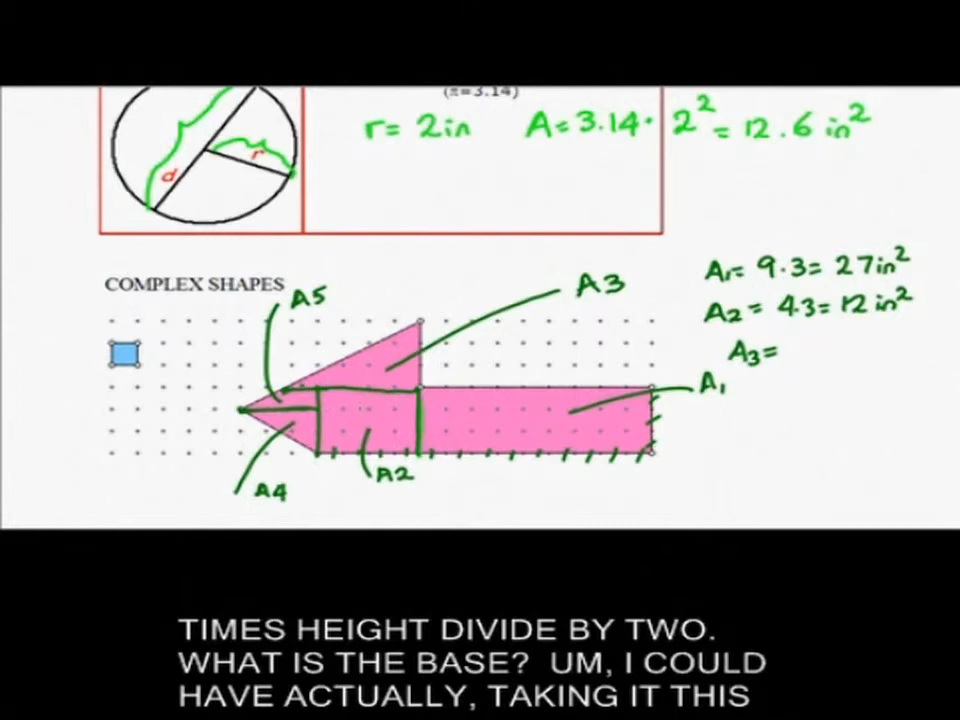 (π=3.14)
r= 2in A= 3.14· 2² = 12.6 in²
d
r
COMPLEX SHAPES
A1= 9·3= 27in²
A2= 4·3= 12in²
A3=
A5
A3
A1
A2
A4
TIMES HEIGHT DIVIDE BY TWO.
WHAT IS THE BASE? UM, I COULD
HAVE ACTUALLY, TAKING IT THIS